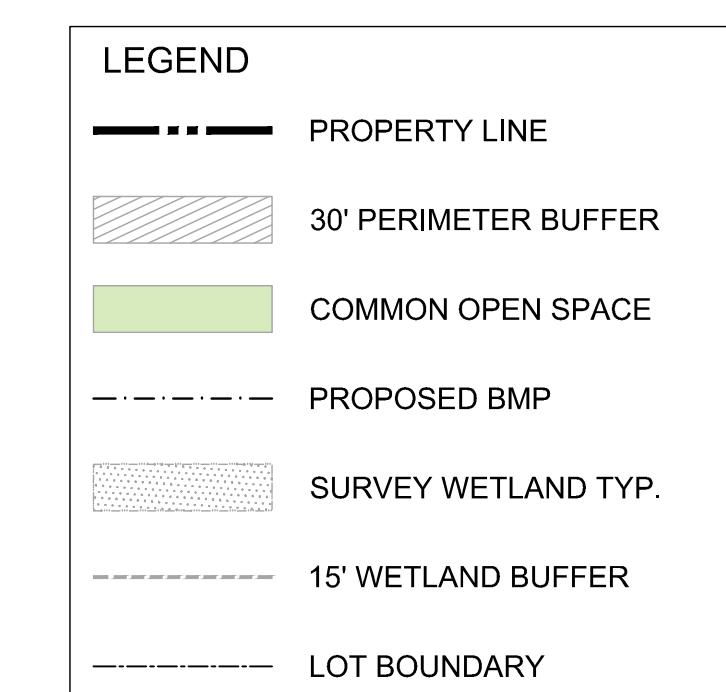 LEGEND
PROPERTY LINE
30' PERIMETER BUFFER
COMMON OPEN SPACE
PROPOSED BMP
SURVEY WETLAND TYP.
15' WETLAND BUFFER
LOT BOUNDARY